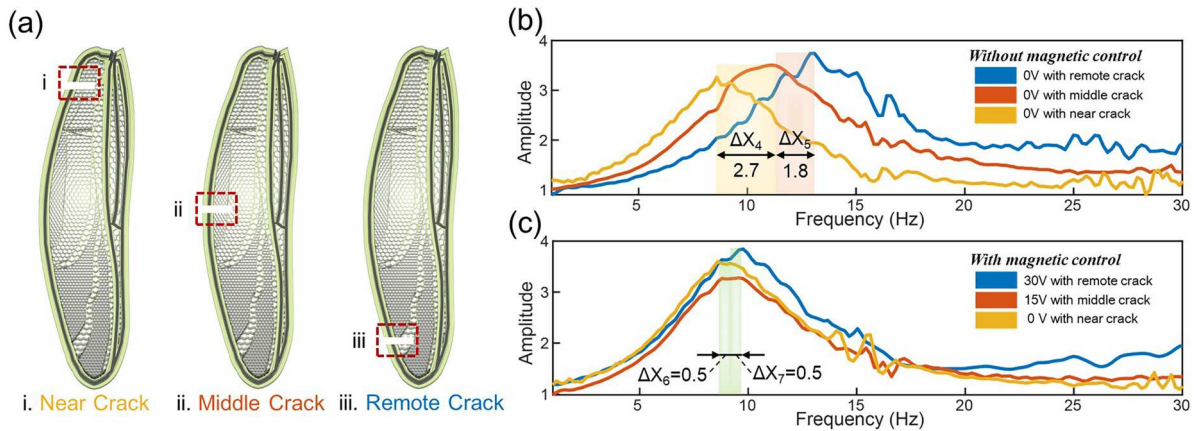 (a)
i
ii
iii
i. Near Crack
ii. Middle Crack
iii. Remote Crack
(b)
4
3
2
1
Amplitude
Without magnetic control
0V with remote crack
0V with middle crack
0V with near crack
ΔX4
ΔX5
2.7
1.8
5
10
15
20
25
30
Frequency (Hz)
(c)
4
3
2
1
Amplitude
With magnetic control
30V with remote crack
15V with middle crack
0 V with near crack
ΔX6=0.5
ΔX7=0.5
5
10
15
20
25
30
Frequency (Hz)